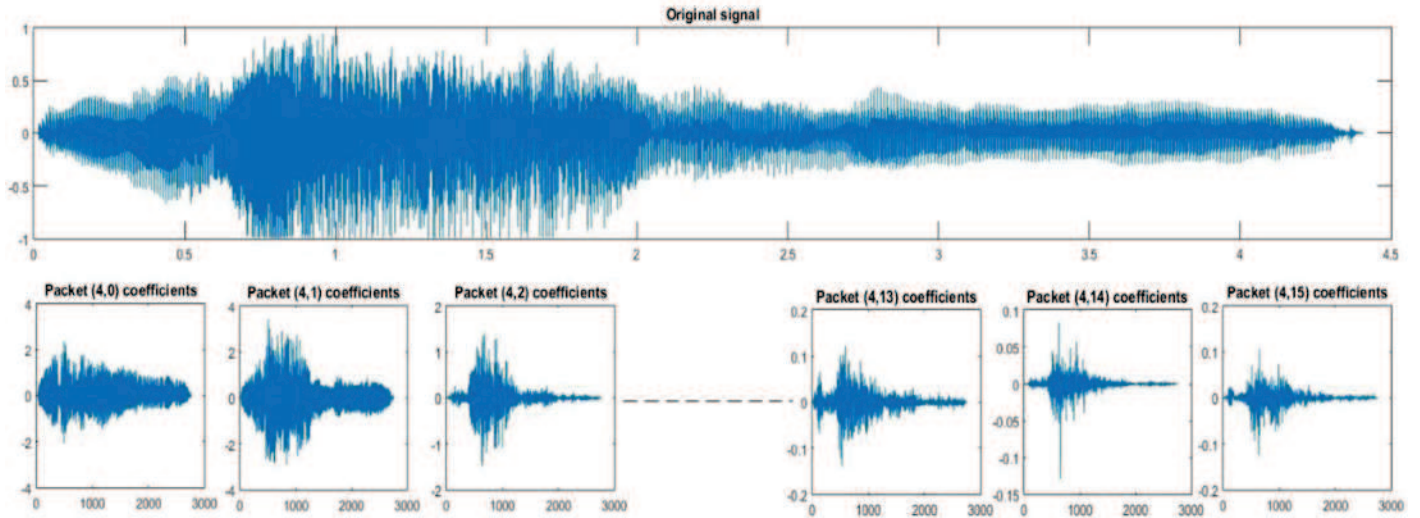 Original signal
1
0.5
0
-0.5
-1
0 0.5 1 1.5 2 2.5 3 3.5 4 4.5
Packet (4,0) coefficients
4
2
0
-2
-4
0 1000 2000 3000
Packet (4,1) coefficients
4
2
0
-2
-4
0 1000 2000 3000
Packet (4,2) coefficients
2
1
0
-1
-2
0 1000 2000 3000
Packet (4,13) coefficients
0.2
0.1
0
-0.1
-0.2
0 1000 2000 3000
Packet (4,14) coefficients
0.1
0.05
0
-0.05
-0.1
-0.15
0 1000 2000 3000
Packet (4,15) coefficients
0.2
0.1
0
-0.1
-0.2
0 1000 2000 3000